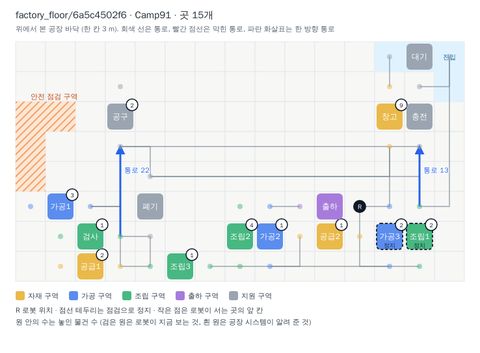 factory_floor/6a5c4502f6 · Camp91 · 곳 15개
위에서 본 공장 바닥 (한 칸 3 m). 회색 선은 통로, 빨간 점선은 막힌 통로, 파란 화살표는 한 방향 통로
대기
진입
안전 점검 구역
공구 2
창고 9
충전
통로 22
통로 13
가공1 3
폐기
출하
R
검사 1
조립2 4
가공2 1
공급2 1
가공3 2
조립1 2
공급1 2
조립3 1
자재 구역
가공 구역
조립 구역
출하 구역
지원 구역
R 로봇 위치 · 점선 테두리는 점검으로 정지 · 작은 점은 로봇이 서는 곳의 앞 칸
원 안의 수는 놓인 물건 수 (검은 원은 로봇이 지금 보는 것, 흰 원은 공장 시스템이 알려 준 것)